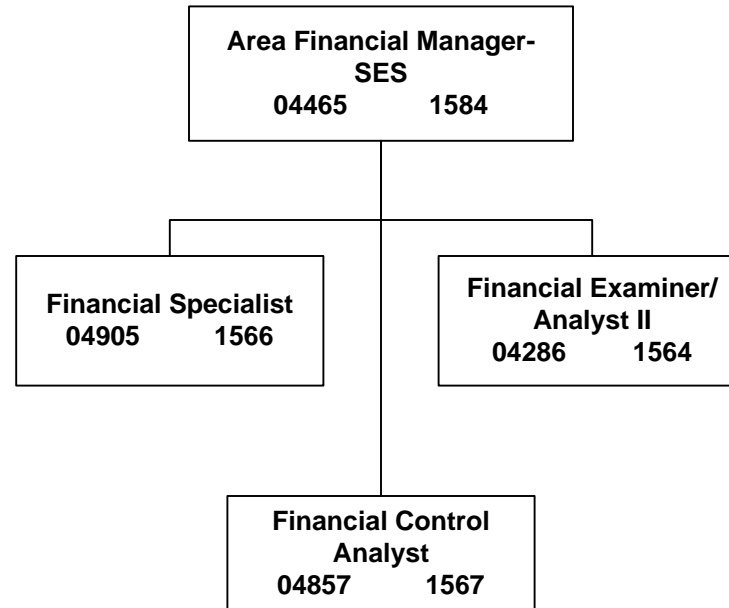 Area Financial Manager-
SES
04465 1584
Financial Specialist
04905 1566
Financial Examiner/
Analyst II
04286 1564
Financial Control
Analyst
04857 1567